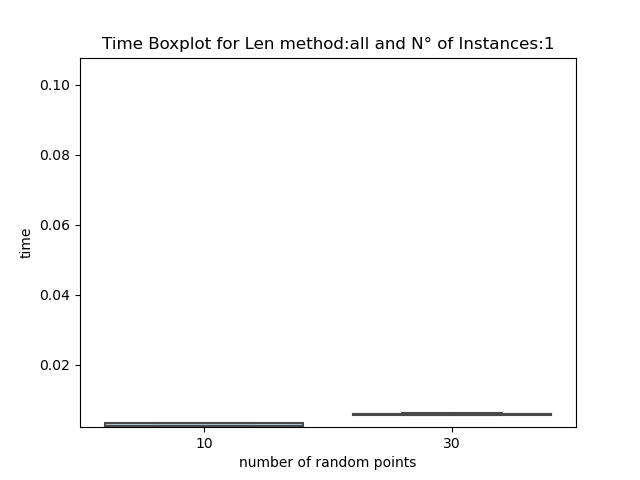 Time Boxplot for Len method:all and N° of Instances:1
0.10
0.08
0.06
0.04
0.02
time
10 30
number of random points